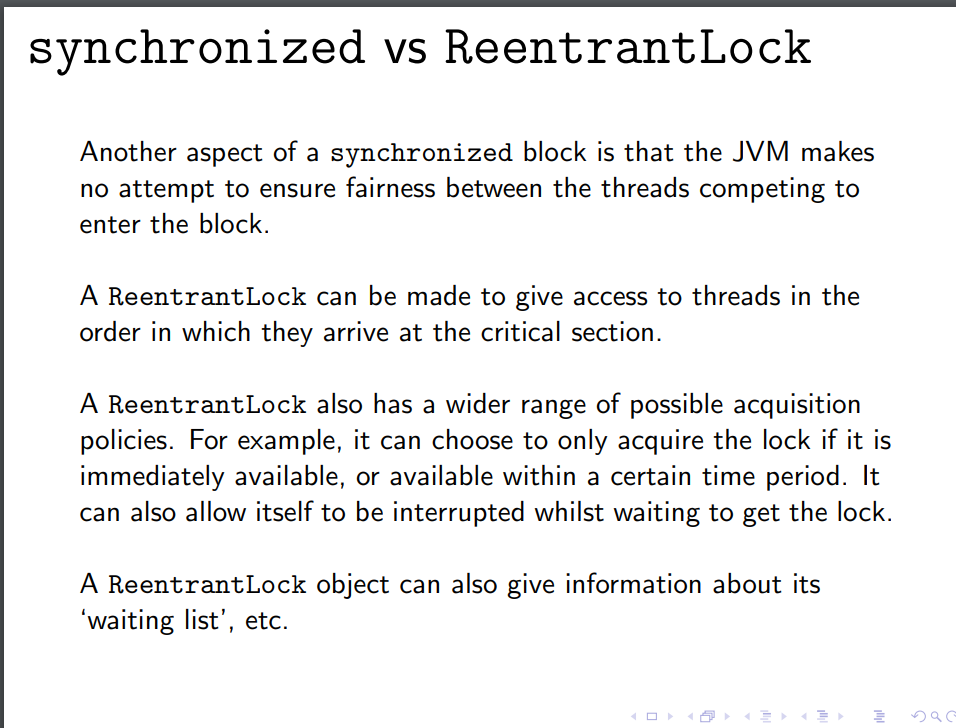 synchronized vs ReentrantLock
Another aspect of a synchronized block is that the JVM makes
no attempt to ensure fairness between the threads competing to
enter the block.
A ReentrantLock can be made to give access to threads in the
order in which they arrive at the critical section.
A ReentrantLock also has a wider range of possible acquisition
policies. For example, it can choose to only acquire the lock if it is
immediately available, or available within a certain time period. It
can also allow itself to be interrupted whilst waiting to get the lock.
A ReentrantLock object can also give information about its
‘waiting list’, etc.